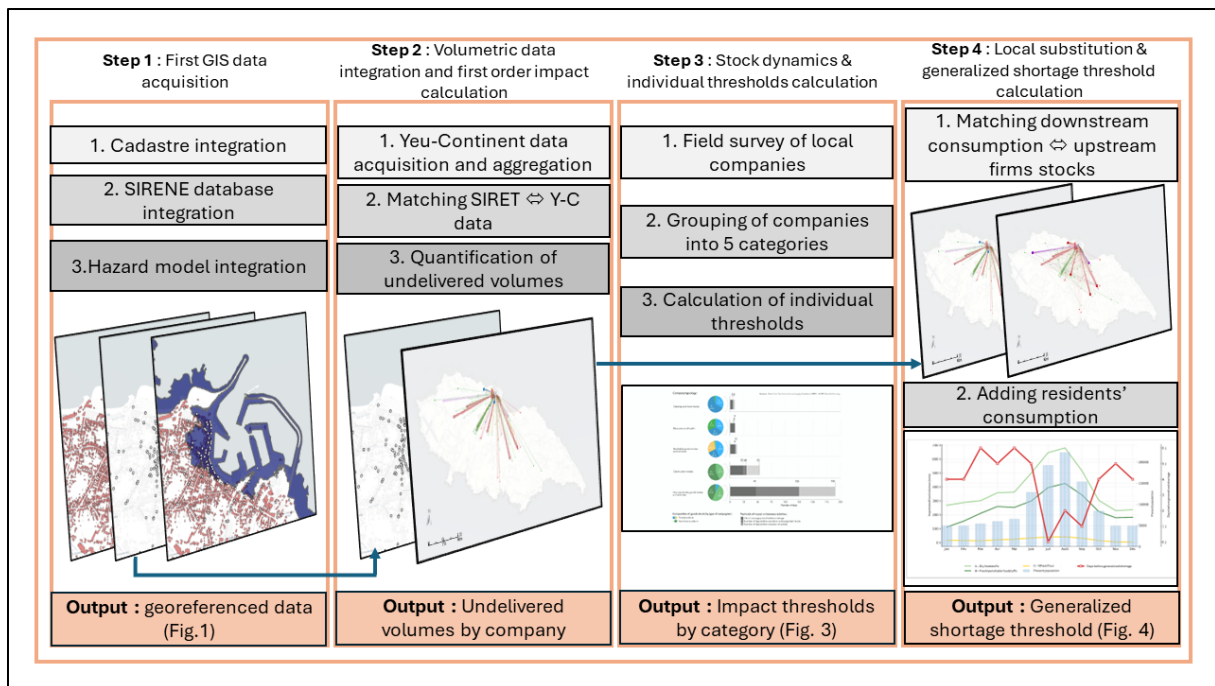 Step 1 : First GIS data
acquisition
1. Cadastre integration
2. SIRENE database
integration
3.Hazard model integration
Output : georeferenced data
(Fig.1)
Step 2 : Volumetric data
integration and first order impact
calculation
1. Yeu-Continent data
acquisition and aggregation
2. Matching SIRET ⇔ Y-C
data
3. Quantification of
undelivered volumes
Output : Undelivered
volumes by company
Step 3 : Stock dynamics &
individual thresholds calculation
1. Field survey of local
companies
2. Grouping of companies
into 5 categories
3. Calculation of individual
thresholds
Output : Impact thresholds
by category (Fig. 3)
Step 4 : Local substitution &
generalized shortage threshold
calculation
1. Matching downstream
consumption ⇔ upstream
firms stocks
2. Adding residents'
consumption
Output : Generalized
shortage threshold (Fig. 4)